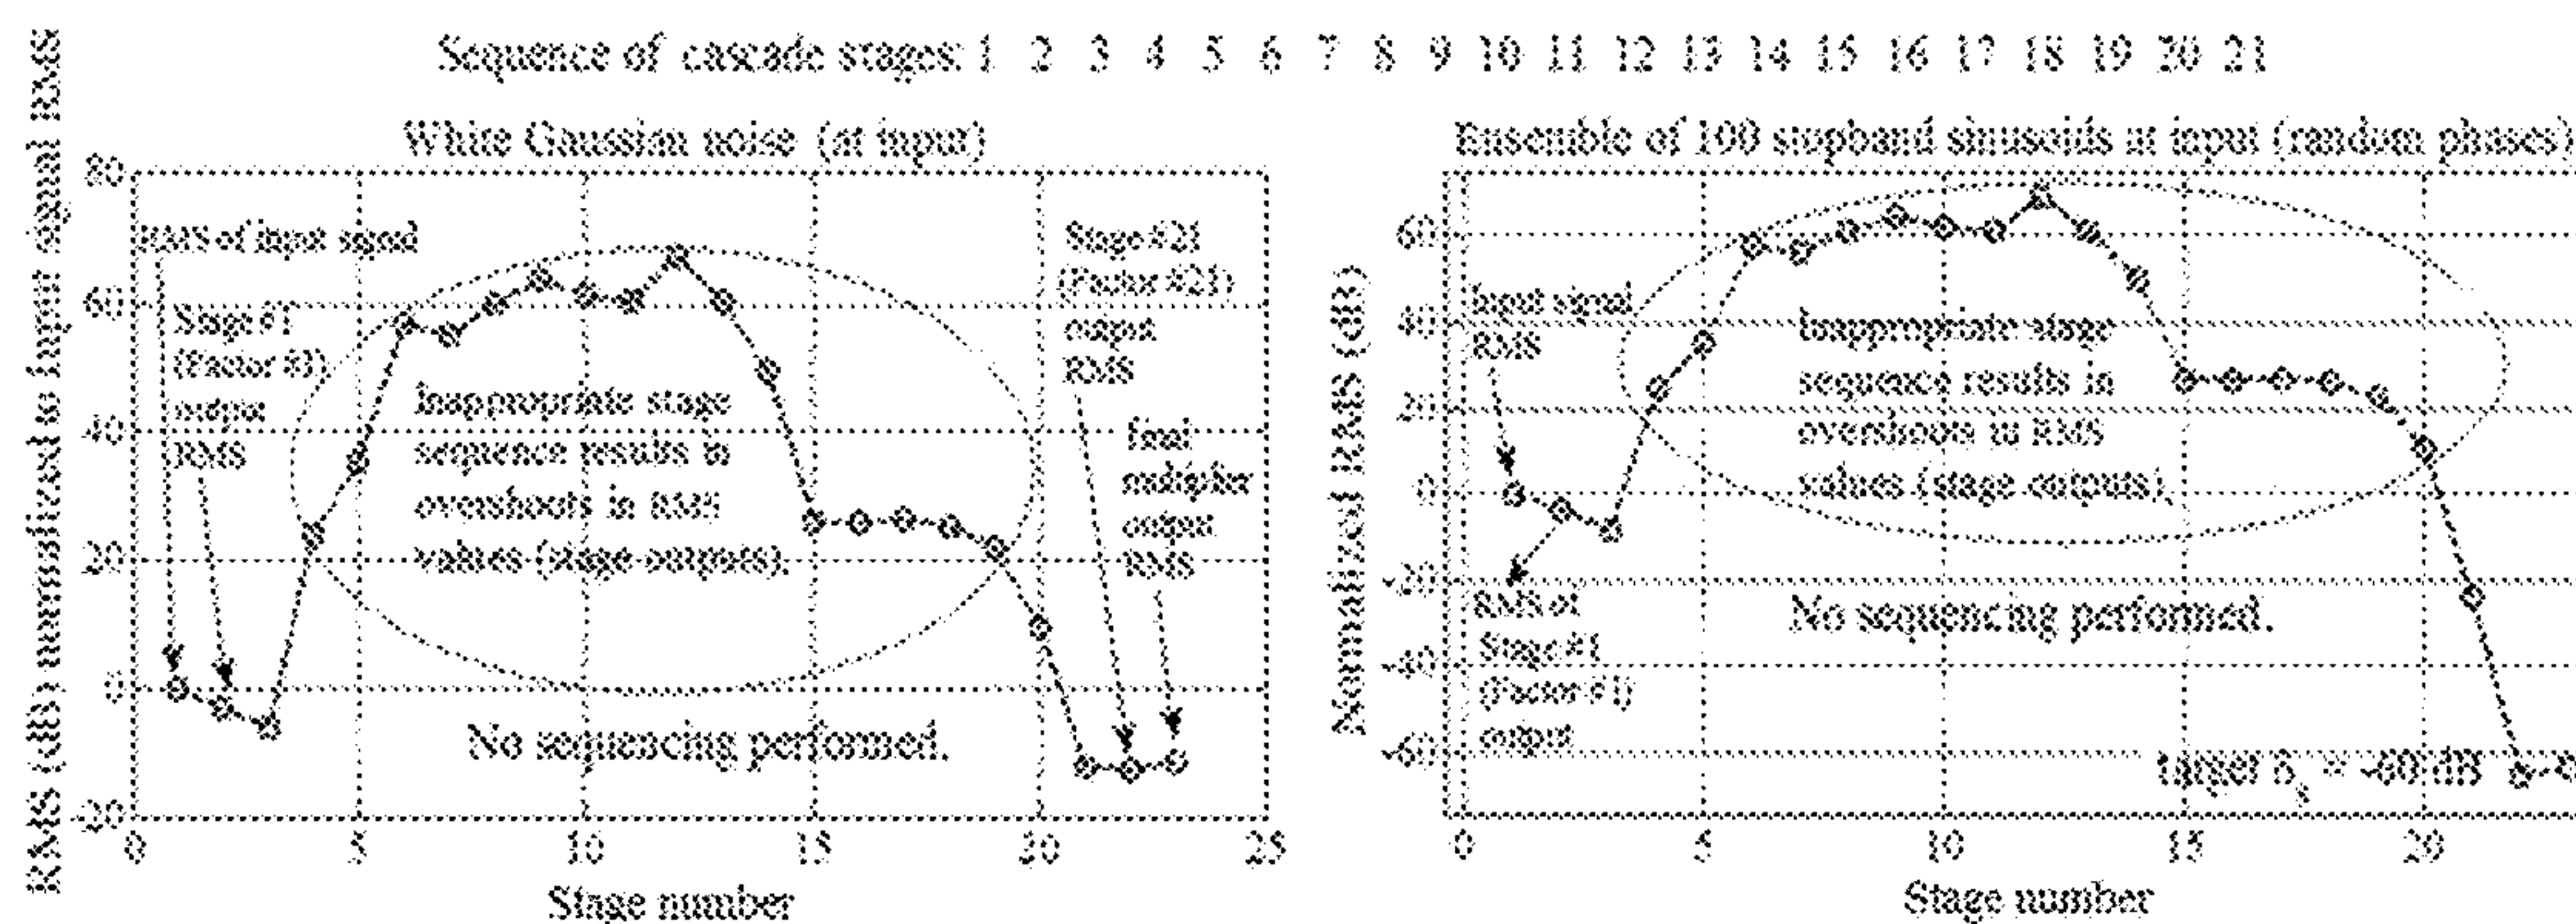 Sequence of cascade stages: 1 2 3 4 5 6 7 8 9 10 11 12 13 14 15 16 17 18 19 20 21
White Gaussian noise (at input)
RMS (dB) normalized to Input signal RMS
80
60
40
20
0
-20
0 5 10 15 20 25
Stage number
RMS of input signal
Stage #1
output
RMS
Inappropriate stage
sequence results in
overshoots in RMS
values (stage outputs).
No sequencing performed.
Stage #21
(Factor #21)
output
RMS
final
multiplier
output
RMS
Ensemble of 100 stopband sinusoids at input (random phases)
Normalized RMS (dB)
60
40
20
0
-20
-40
-60
0 5 10 15 20
Stage number
Input signal
RMS
Inappropriate stage
sequence results in
overshoots in RMS
values (stage outputs).
RMS of
Stage #1
(Factor #1)
output
No sequencing performed.
target δs = -60 dB